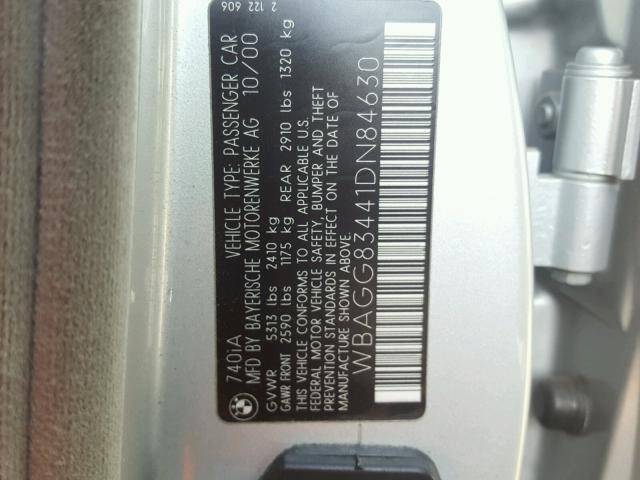 740iA 2 122 606
VEHICLE TYPE: PASSENGER CAR
MFD BY BAYERISCHE MOTORENWERKE AG 10/00
GVWR 5313 lbs 2410 kg
GAWR FRONT 2590 lbs 1175 kg REAR 2910 lbs 1320 kg
THIS VEHICLE CONFORMS TO ALL APPLICABLE U.S.
FEDERAL MOTOR VEHICLE SAFETY, BUMPER AND THEFT
PREVENTION STANDARDS IN EFFECT ON THE DATE OF
MANUFACTURE SHOWN ABOVE.
WBAGG83441DN84630